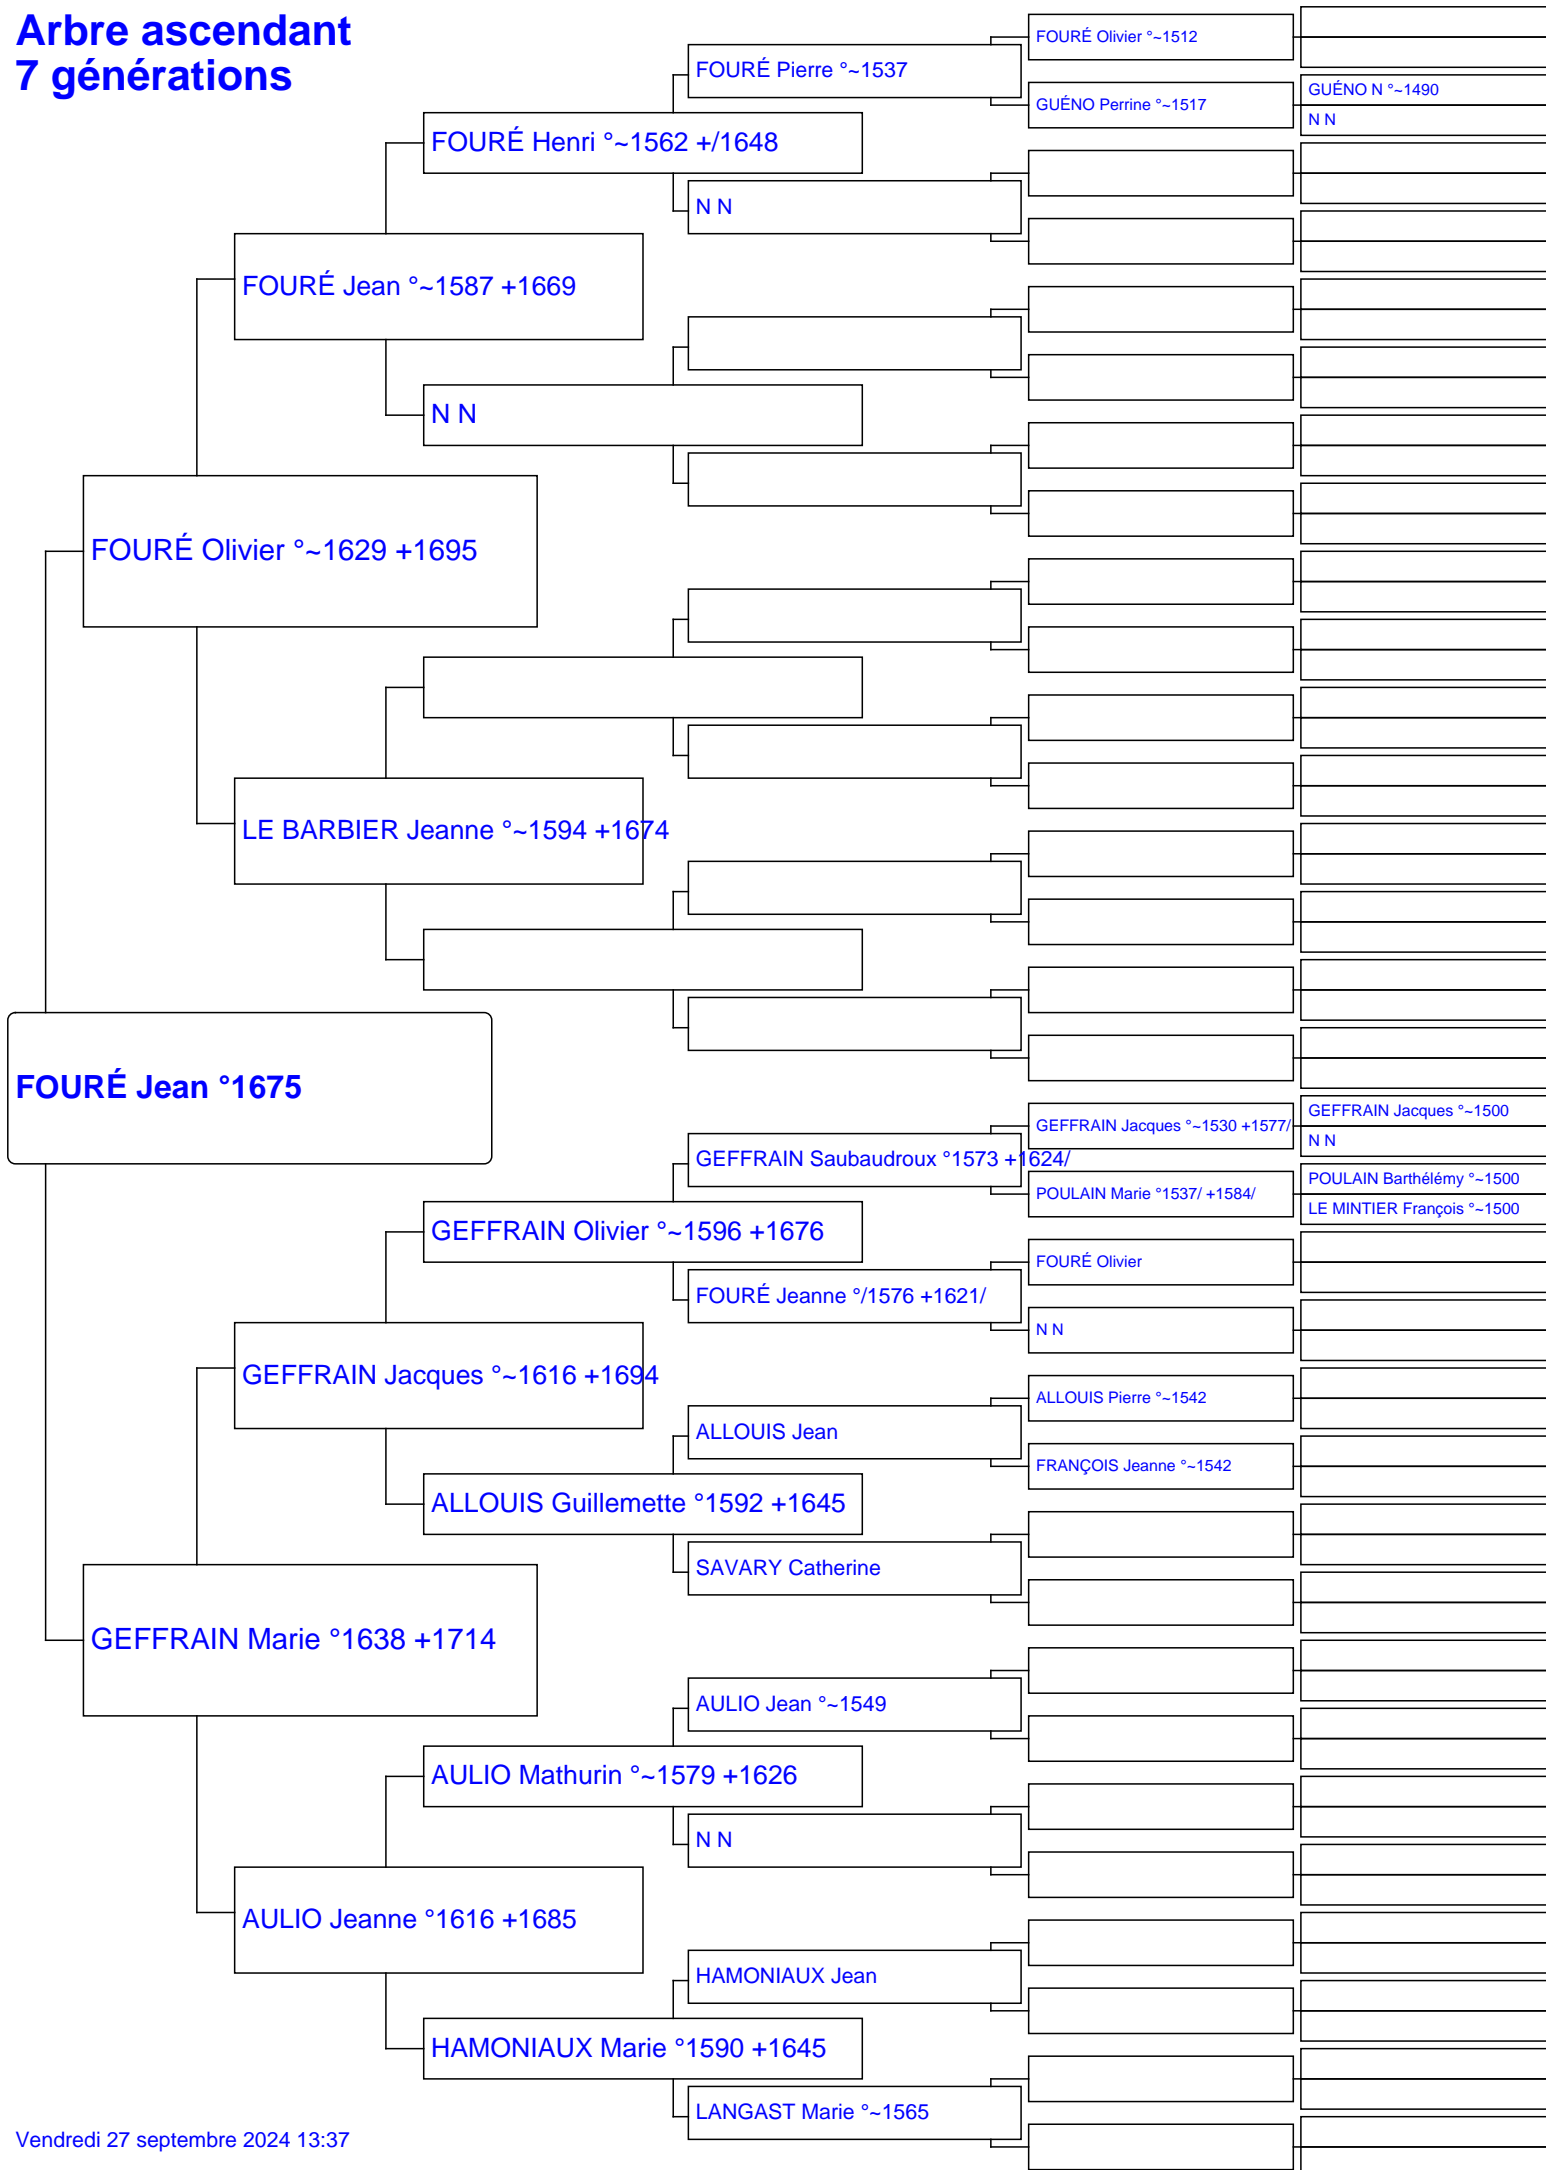 Arbre ascendant
7 générations
FOURÉ Olivier °~1512
FOURÉ Pierre °~1537
GUÉNO N °~1490
GUÉNO Perrine °~1517
N N
FOURÉ Henri °~1562 +/1648
N N
FOURÉ Jean °~1587 +1669
N N
FOURÉ Olivier °~1629 +1695
LE BARBIER Jeanne °~1594 +1674
FOURÉ Jean °1675
GEFFRAIN Jacques °~1500
GEFFRAIN Jacques °~1530 +1577/
N N
GEFFRAIN Saubaudroux °1573 +1624/
POULAIN Barthélémy °~1500
POULAIN Marie °1537/ +1584/
LE MINTIER François °~1500
GEFFRAIN Olivier °~1596 +1676
FOURÉ Olivier
FOURÉ Jeanne °/1576 +1621/
N N
GEFFRAIN Jacques °~1616 +1694
ALLOUIS Pierre °~1542
ALLOUIS Jean
FRANÇOIS Jeanne °~1542
ALLOUIS Guillemette °1592 +1645
SAVARY Catherine
GEFFRAIN Marie °1638 +1714
AULIO Jean °~1549
AULIO Mathurin °~1579 +1626
N N
AULIO Jeanne °1616 +1685
HAMONIAUX Jean
HAMONIAUX Marie °1590 +1645
LANGAST Marie °~1565
Vendredi 27 septembre 2024 13:37